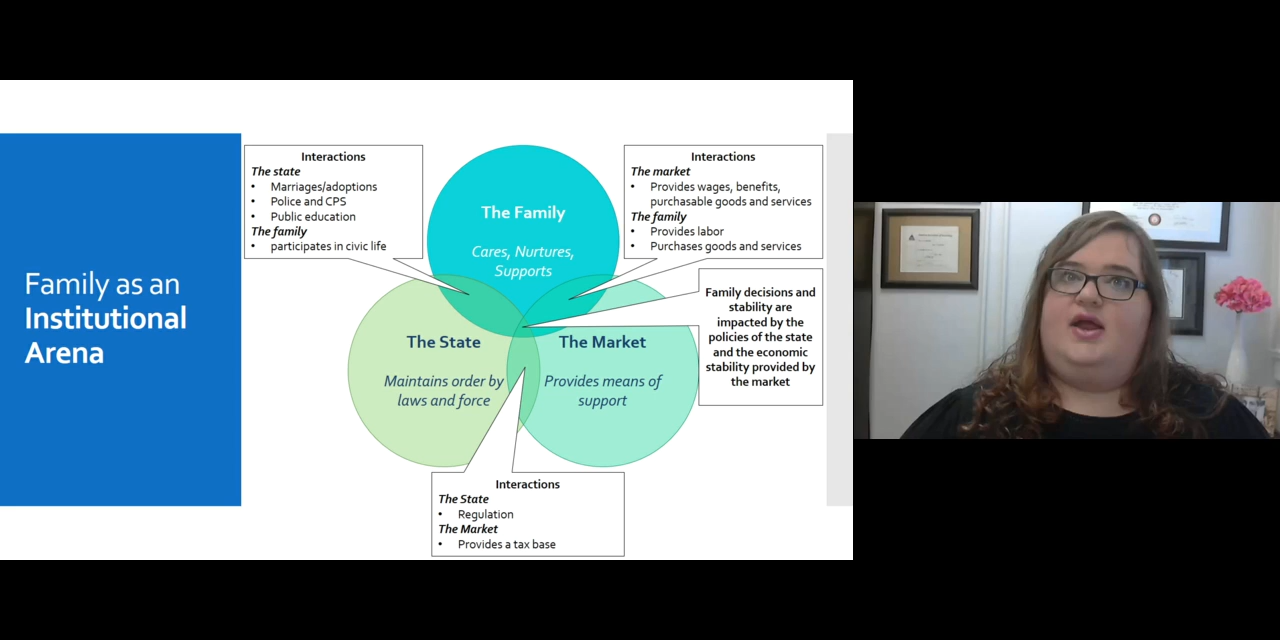 Family as an
Institutional
Arena
Interactions
The state
• Marriages/adoptions
• Police and CPS
• Public education
The family
• participates in civic life
The Family
Cares, Nurtures,
Supports
Interactions
The market
• Provides wages, benefits,
purchasable goods and services
The family
• Provides labor
• Purchases goods and services
Family decisions and
stability are
impacted by the
policies of the state
and the economic
stability provided by
the market
The State
Maintains order by
laws and force
The Market
Provides means of
support
Interactions
The State
• Regulation
The Market
• Provides a tax base